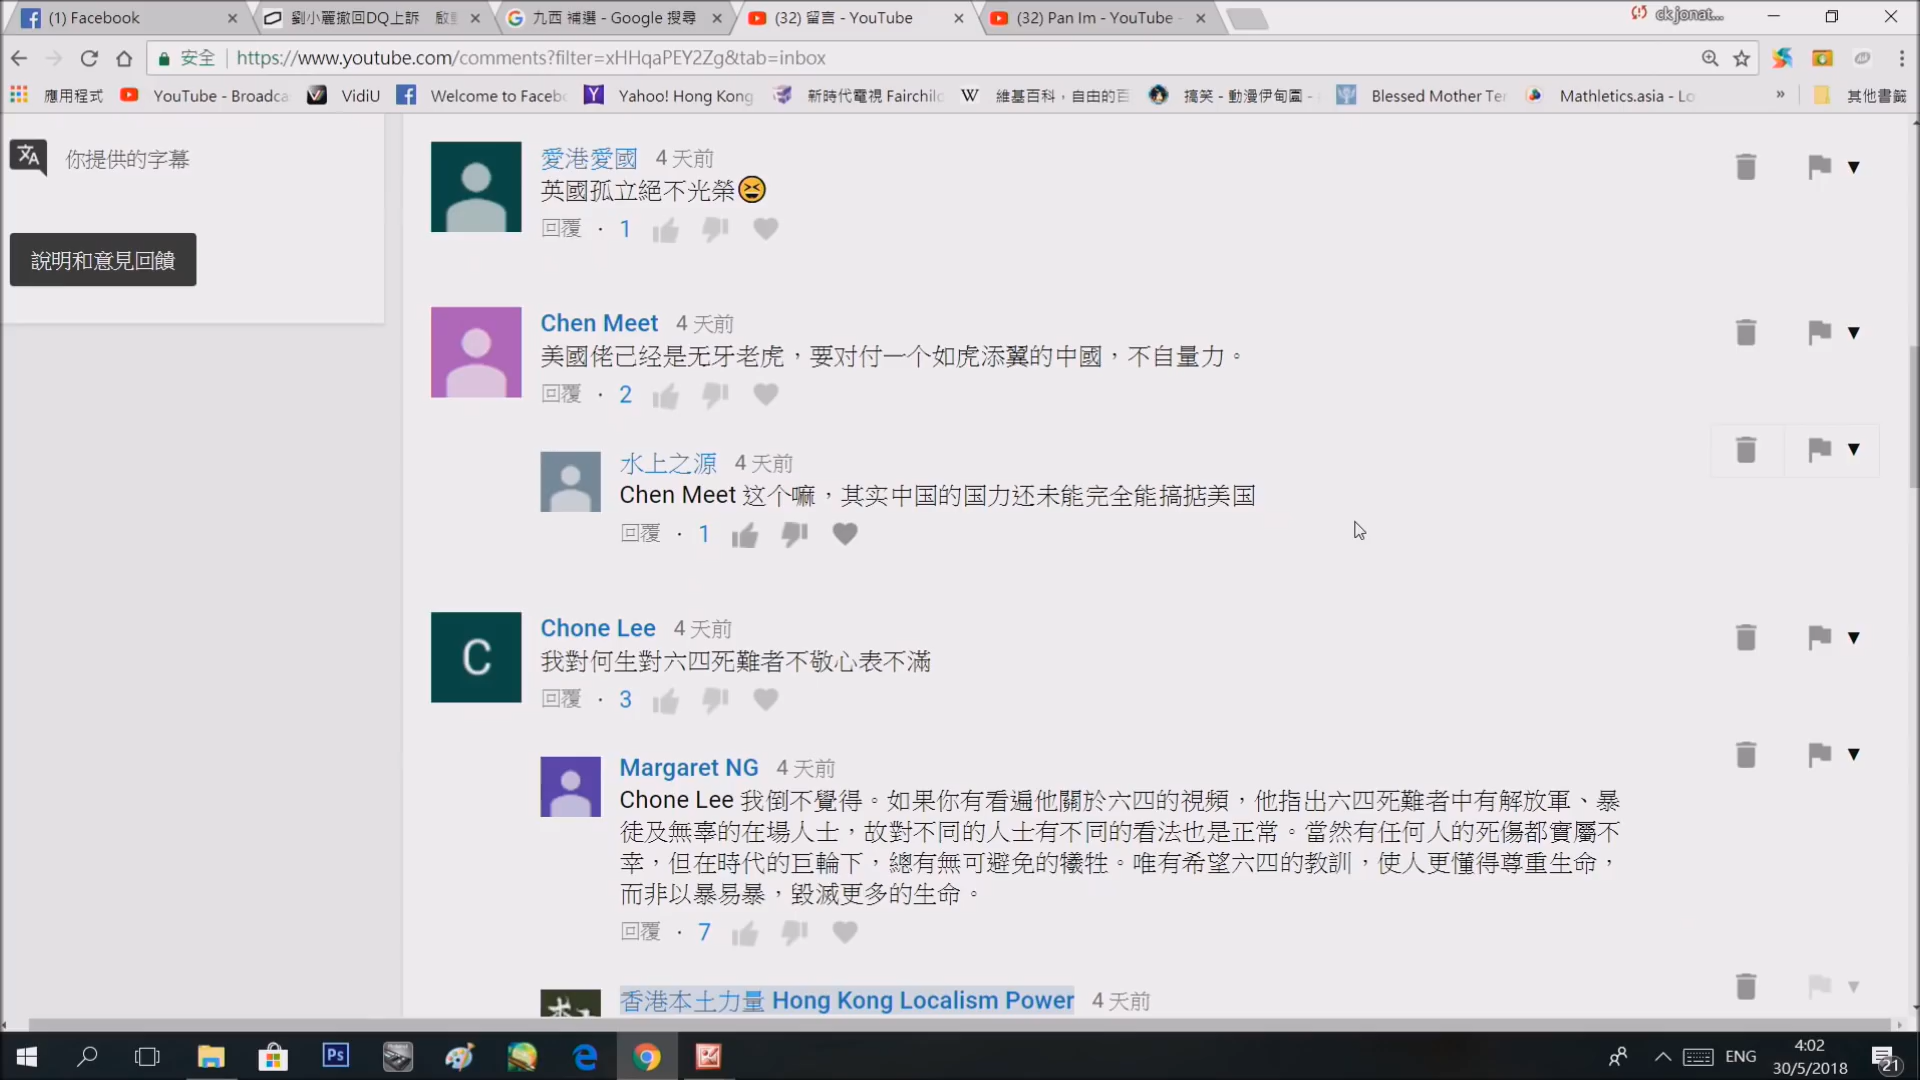 (1) Facebook
劉小麗撤回DQ上訴
九西 補選 - Google 搜尋
(32) 留言 - YouTube
(32) Pan Im - YouTube
ckjonat...
安全
https://www.youtube.com/comments?filter=xHHqaPEY2Zg&tab=inbox
應用程式
YouTube - Broadca
VidiU
Welcome to Faceb
Yahoo! Hong Kong
新時代電視 Fairchild
維基百科，自由的百
搞笑 - 動漫伊甸園 -
Blessed Mother Ter
Mathletics.asia - Lo
»
其他書籤
你提供的字幕
說明和意見回饋
愛港愛國 4 天前
英國孤立絕不光榮😆
回覆 · 1
Chen Meet 4 天前
美國佬己经是无牙老虎，要对付一个如虎添翼的中國，不自量力。
回覆 · 2
水上之源 4 天前
Chen Meet 这个嘛，其实中国的国力还未能完全能搞掂美国
回覆 · 1
C
Chone Lee 4 天前
我對何生對六四死難者不敬心表不滿
回覆 · 3
Margaret NG 4 天前
Chone Lee 我倒不覺得。如果你有看遍他關於六四的視頻，他指出六四死難者中有解放軍、暴
徒及無辜的在場人士，故對不同的人士有不同的看法也是正常。當然有任何人的死傷都實屬不
幸，但在時代的巨輪下，總有無可避免的犧牲。唯有希望六四的教訓，使人更懂得尊重生命，
而非以暴易暴，毀滅更多的生命。
回覆 · 7
香港本土力量 Hong Kong Localism Power 4 天前
Ps
ENG
4:02
30/5/2018
21